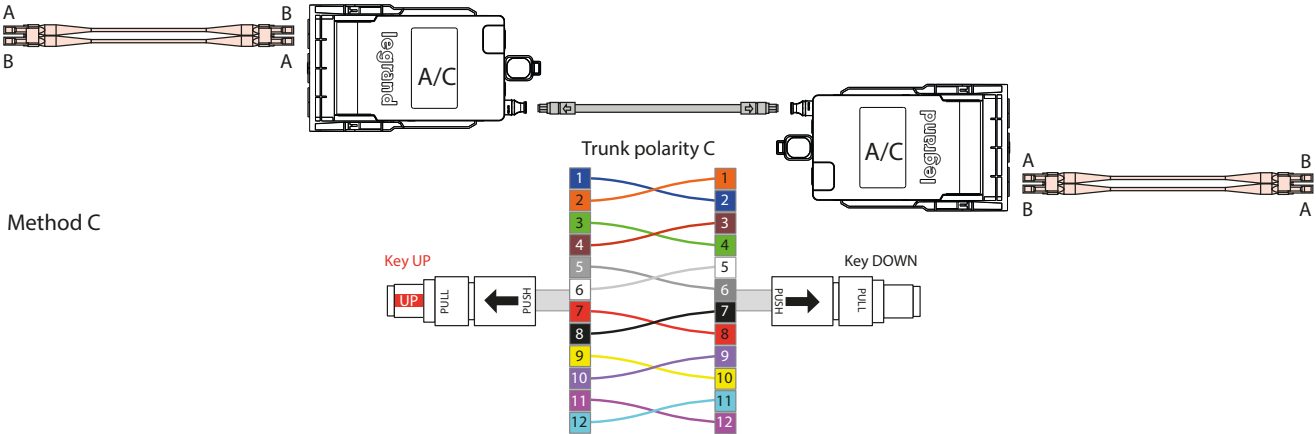 A
B
B
A
legrand
A/C
A/C
legrand
A
B
B
A
Trunk polarity C
Method C
1
1
2
2
3
3
4
4
5
5
6
6
7
7
8
8
9
9
10
10
11
11
12
12
Key UP
UP
PULL
PUSH
Key DOWN
PUSH
PULL